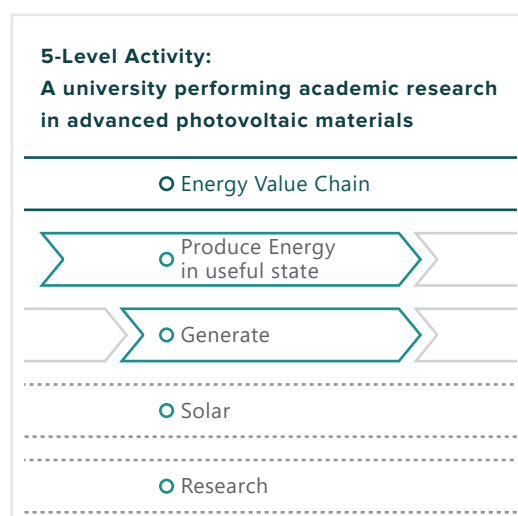 5-Level Activity:
A university performing academic research
in advanced photovoltaic materials
Energy Value Chain
Produce Energy
in useful state
Generate
Solar
Research